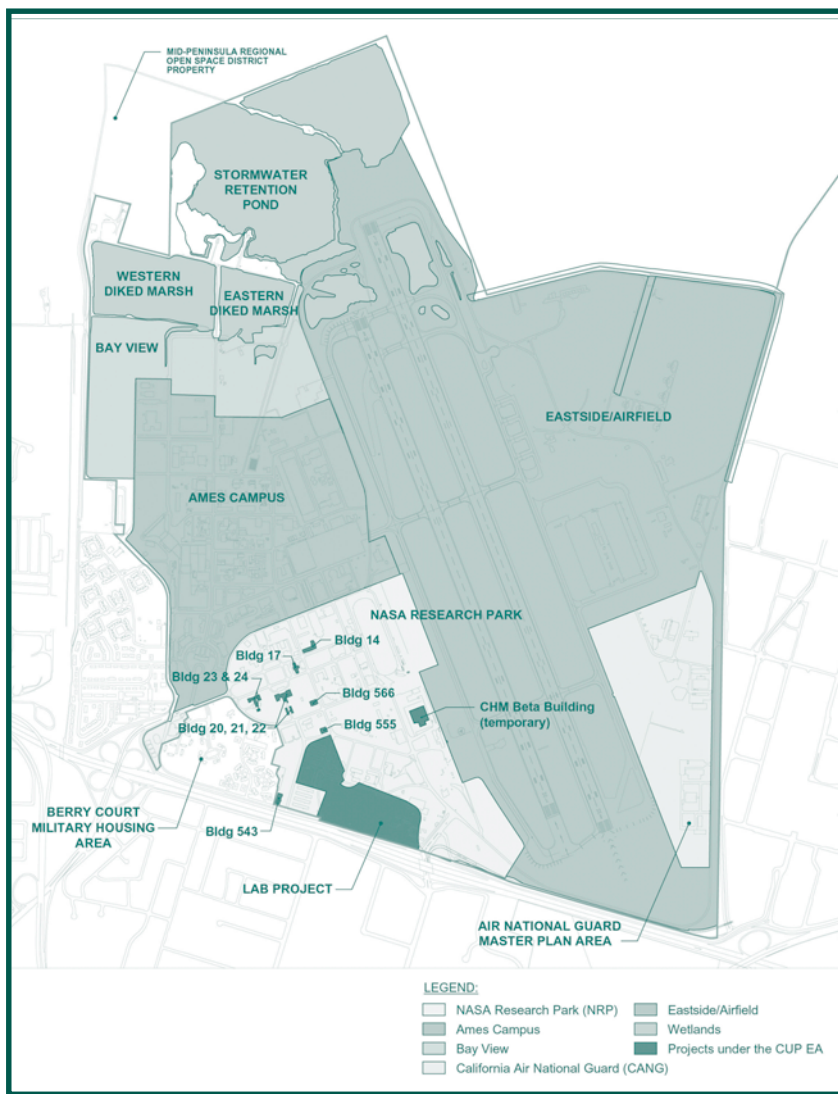 MID-PENINSULA REGIONAL
OPEN SPACE DISTRICT
PROPERTY
STORMWATER
RETENTION
POND
WESTERN
DIKED MARSH
EASTERN
DIKED MARSH
BAY VIEW
EASTSIDE/AIRFIELD
AMES CAMPUS
NASA RESEARCH PARK
Bldg 14
Bldg 17
Bldg 23 & 24
Bldg 566
CHM Beta Building
(temporary)
Bldg 20, 21, 22
Bldg 555
BERRY COURT
MILITARY HOUSING
AREA
Bldg 543
LAB PROJECT
AIR NATIONAL GUARD
MASTER PLAN AREA
LEGEND:
NASA Research Park (NRP)
Ames Campus
Bay View
California Air National Guard (CANG)
Eastside/Airfield
Wetlands
Projects under the CUP EA